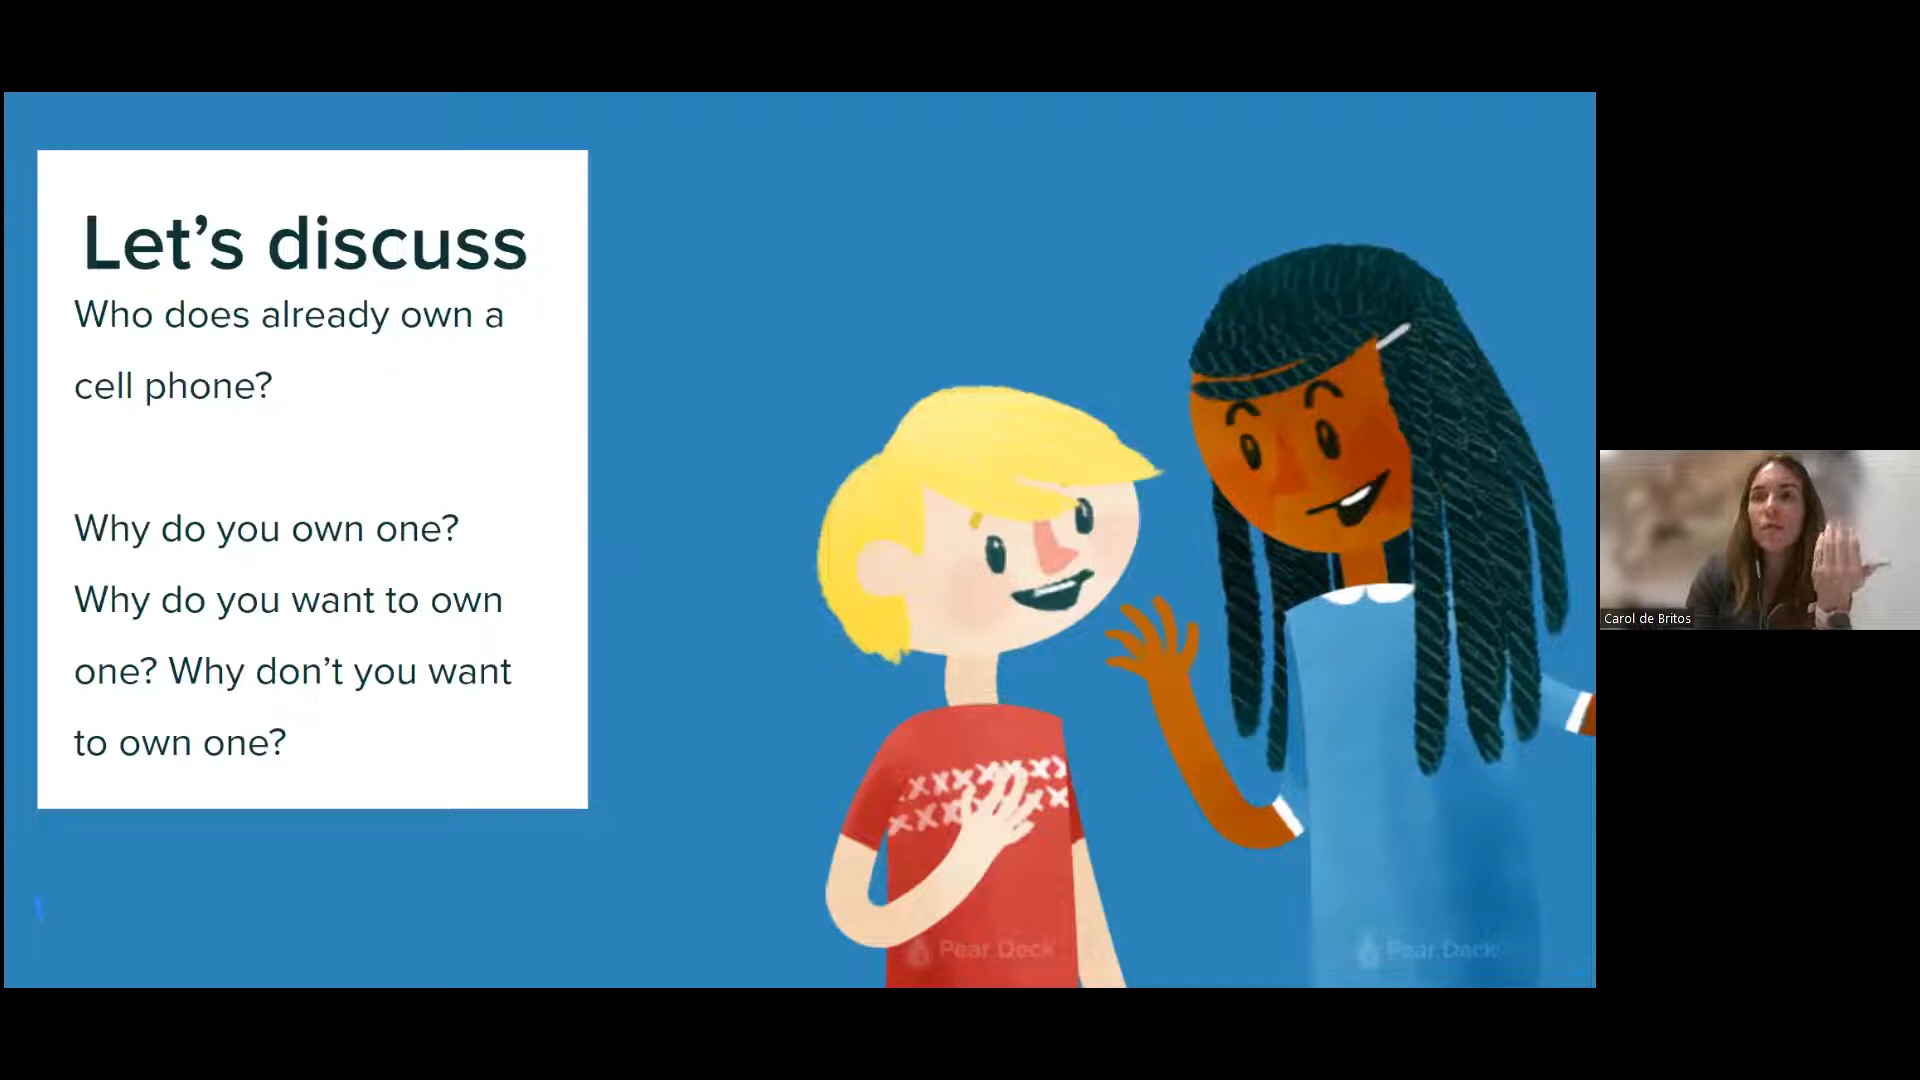 Let’s discuss
Who does already own a
cell phone?
Why do you own one?
Why do you want to own
one? Why don’t you want
to own one?
Pear Deck
Pear Deck
Carol de Britos